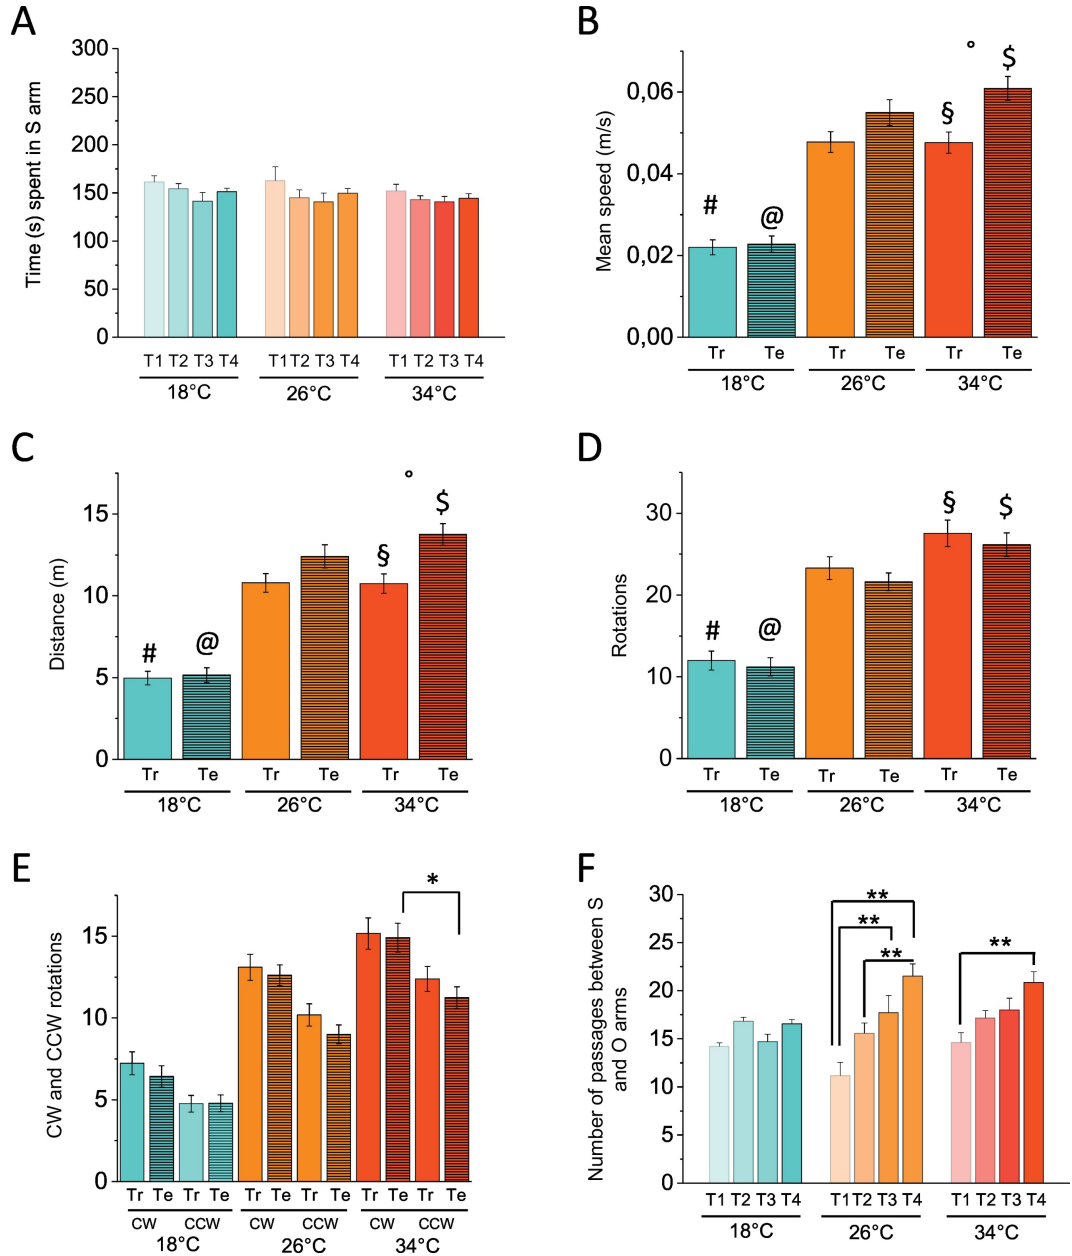 A
Time (s) spent in S arm
300
250
200
150
100
50
0
T1 T2 T3 T4 T1 T2 T3 T4 T1 T2 T3 T4
18°C 26°C 34°C
B
Mean speed (m/s)
0,06
0,04
0,02
0,00
# @ § ° $
Tr Te Tr Te Tr Te
18°C 26°C 34°C
C
Distance (m)
15
10
5
0
# @ § ° $
Tr Te Tr Te Tr Te
18°C 26°C 34°C
D
Rotations
30
20
10
0
# @ § $
Tr Te Tr Te Tr Te
18°C 26°C 34°C
E
CW and CCW rotations
15
10
5
0
*
Tr Te Tr Te Tr Te Tr Te Tr Te Tr Te
CW CCW CW CCW CW CCW
18°C 26°C 34°C
F
Number of passages between S
and O arms
30
25
20
15
10
5
0
**
**
**
**
T1 T2 T3 T4 T1 T2 T3 T4 T1 T2 T3 T4
18°C 26°C 34°C